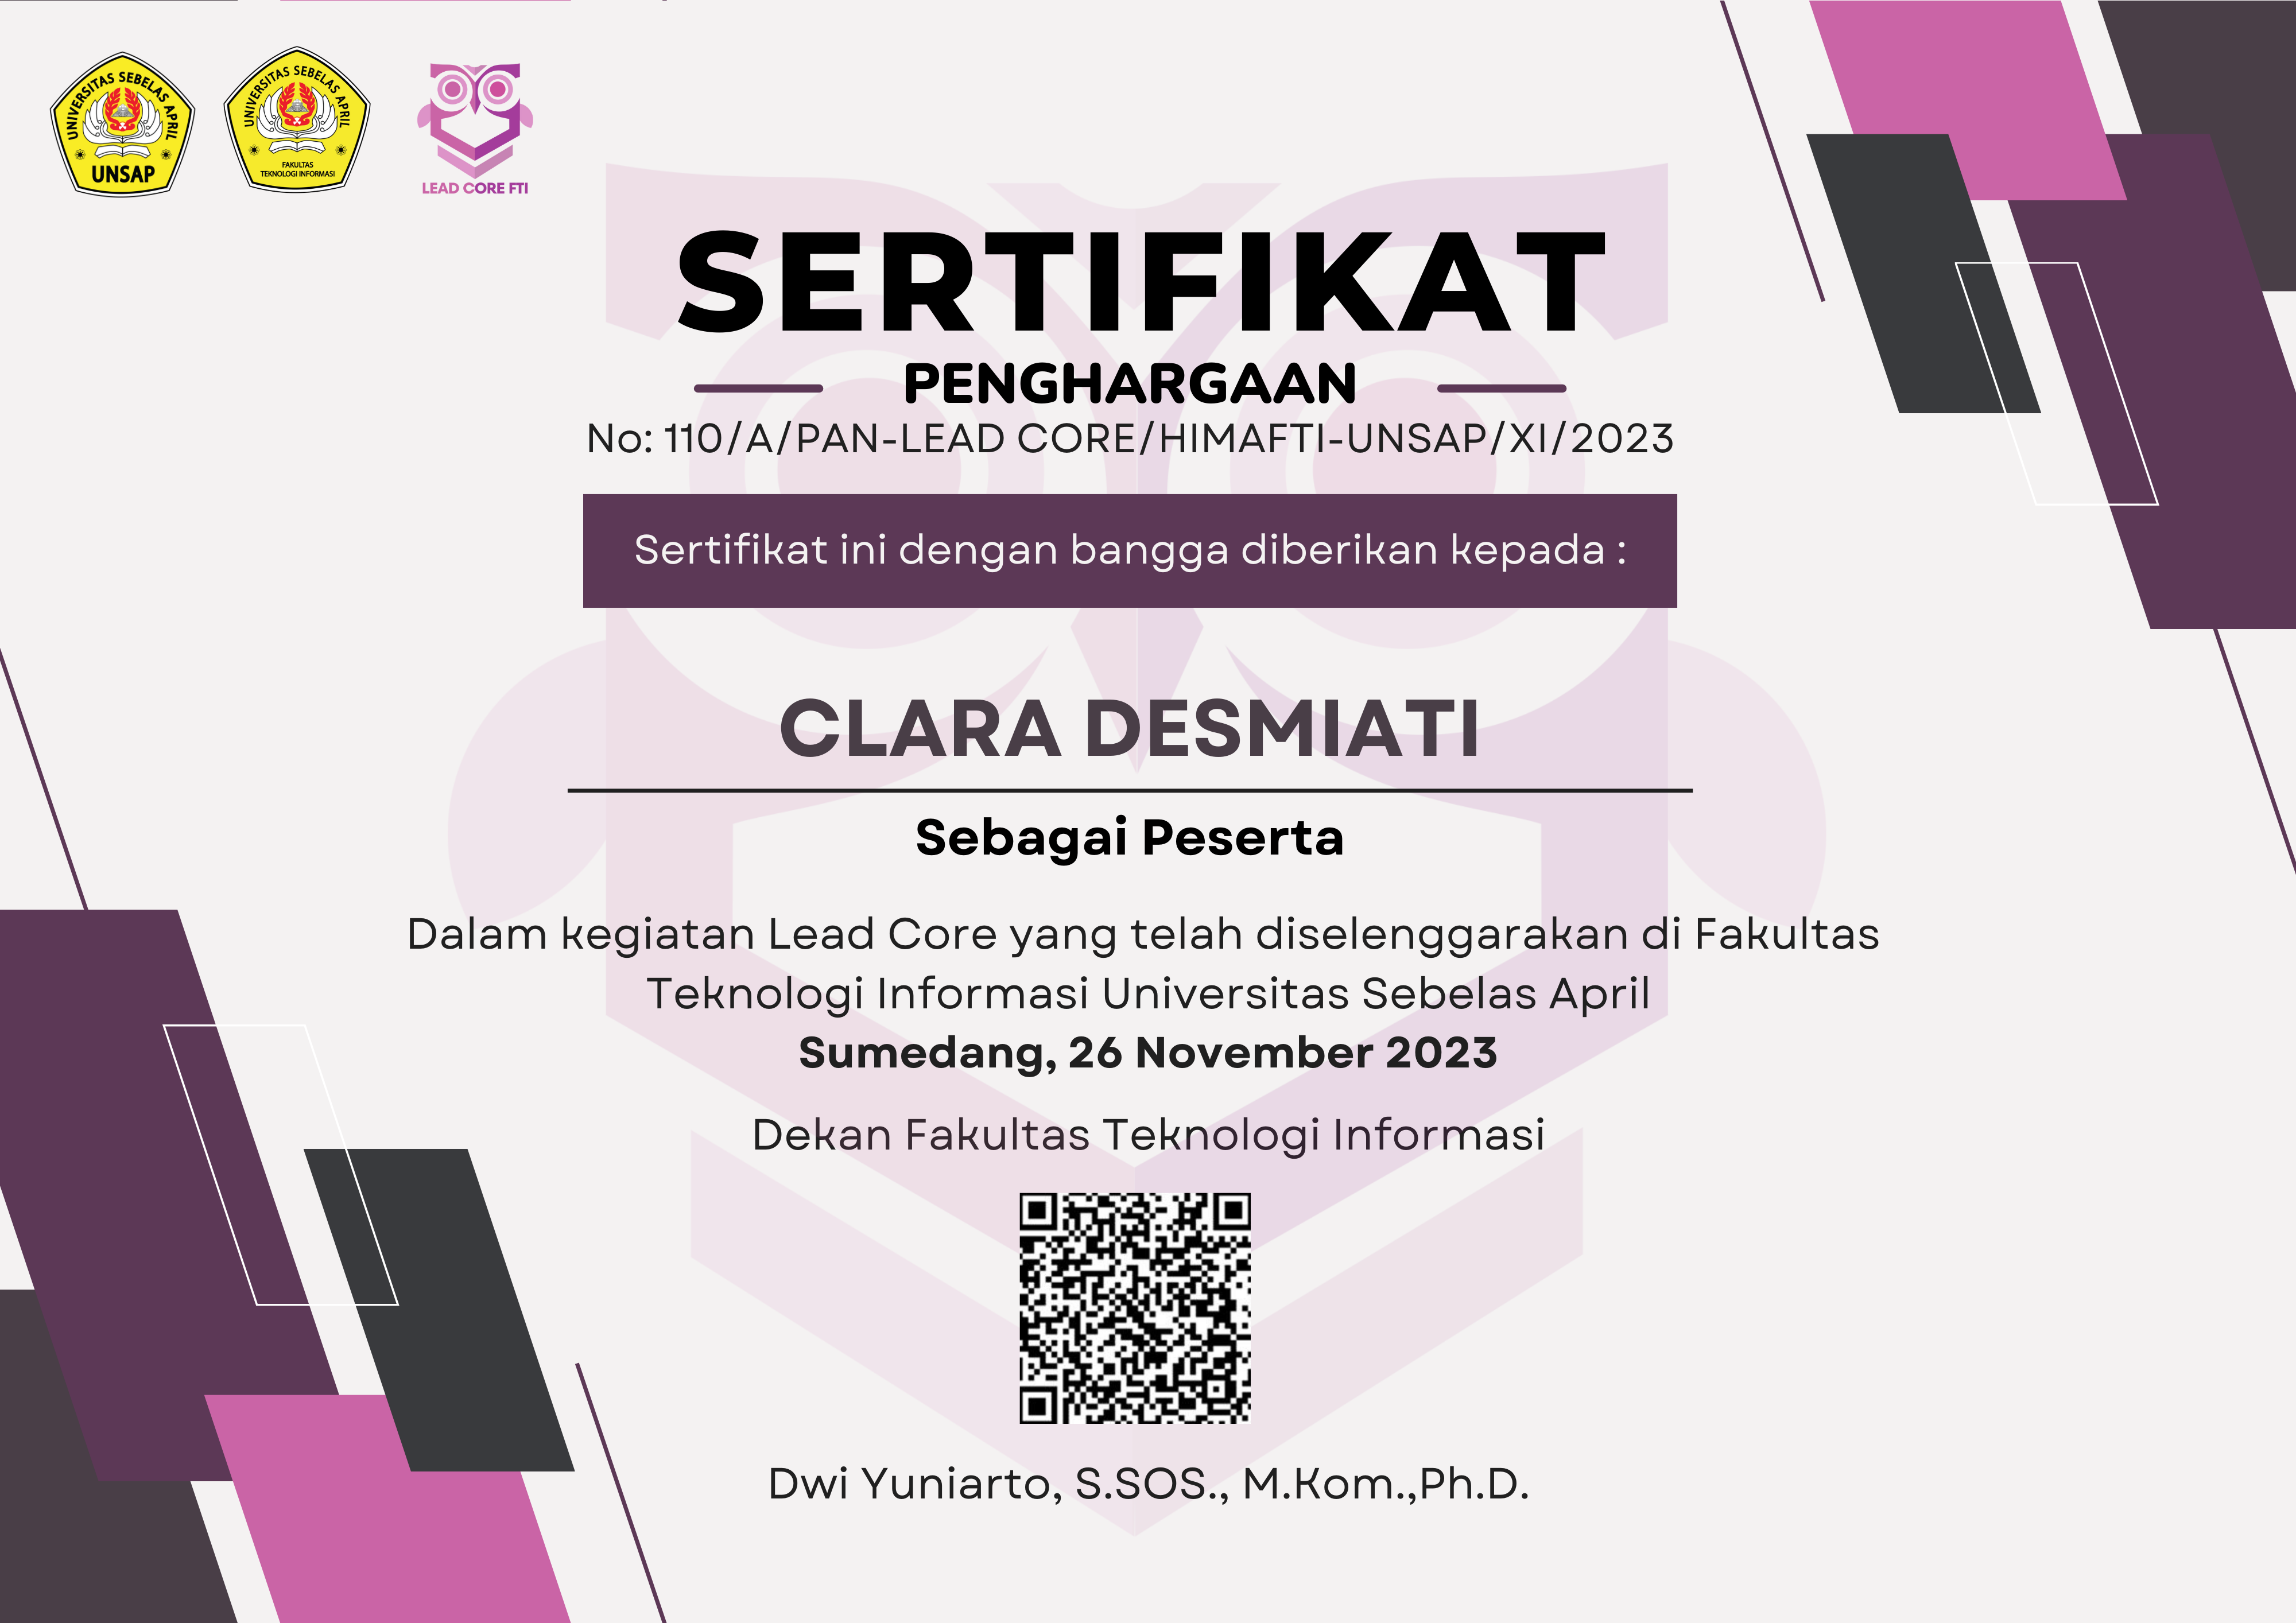 UNIVERSITAS SEBELAS APRIL
UNSAP
UNIVERSITAS SEBELAS APRIL
FAKULTAS
TEKNOLOGI INFORMASI
LEAD CORE FTI
SERTIFIKAT
PENGHARGAAN
No: 110/A/PAN-LEAD CORE/HIMAFTI-UNSAP/XI/2023
Sertifikat ini dengan bangga diberikan kepada :
CLARA DESMIATI
Sebagai Peserta
Dalam kegiatan Lead Core yang telah diselenggarakan di Fakultas
Teknologi Informasi Universitas Sebelas April
Sumedang, 26 November 2023
Dekan Fakultas Teknologi Informasi
Dwi Yuniarto, S.SOS., M.Kom.,Ph.D.